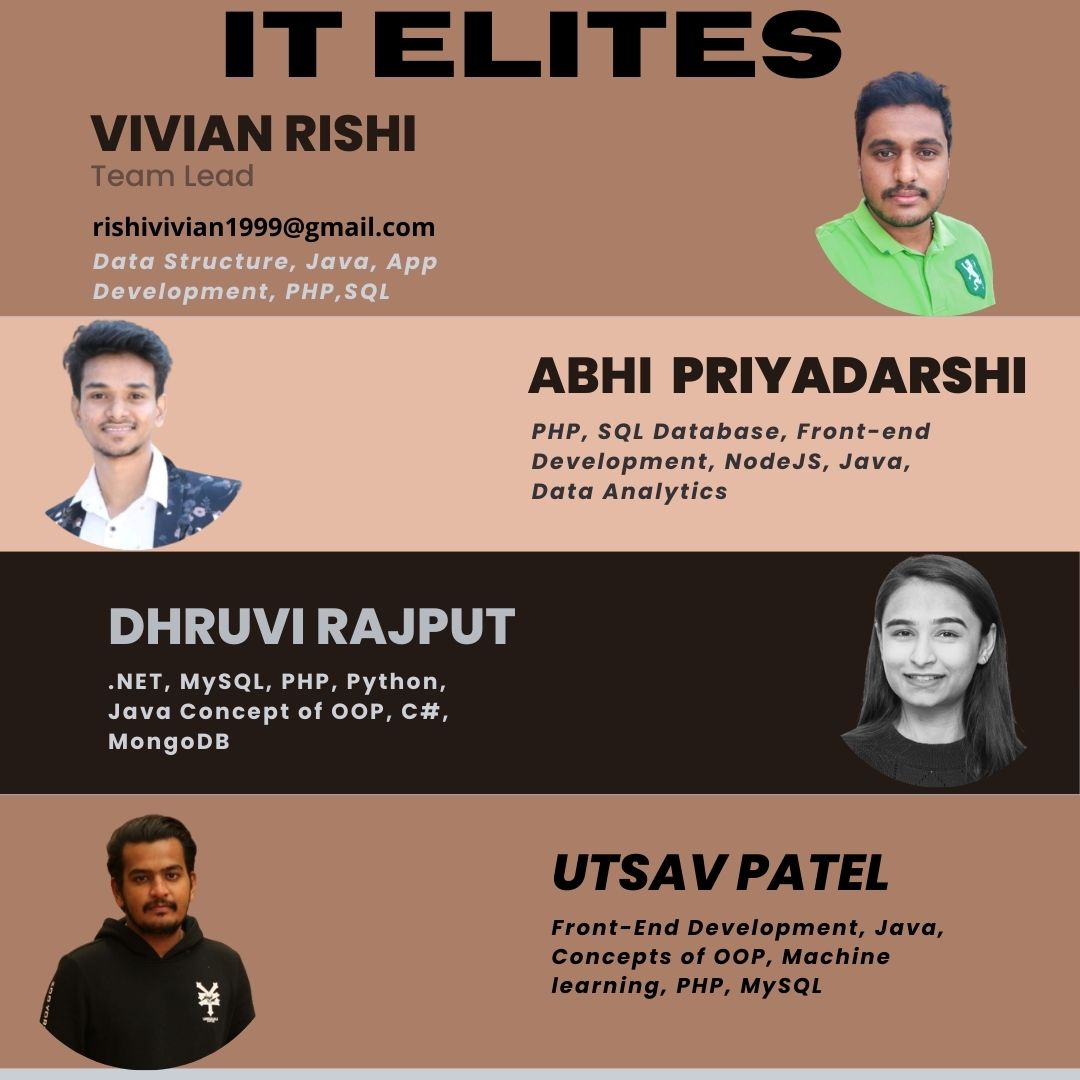 IT ELITES
VIVIAN RISHI
Team Lead
rishivivian1999@gmail.com
Data Structure, Java, App
Development, PHP,SQL
ABHI PRIYADARSHI
PHP, SQL Database, Front-end
Development, NodeJS, Java,
Data Analytics
DHRUVI RAJPUT
.NET, MySQL, PHP, Python,
Java Concept of OOP, C#,
MongoDB
UTSAV PATEL
Front-End Development, Java,
Concepts of OOP, Machine
learning, PHP, MySQL